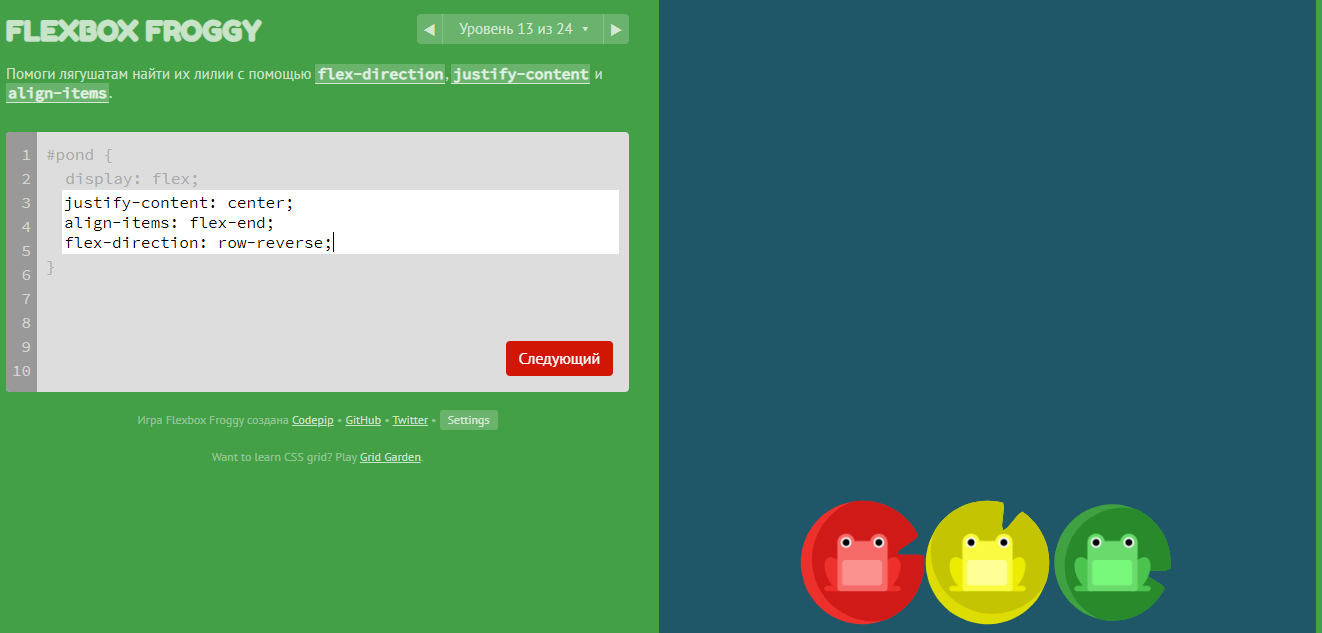 FLEXBOX FROGGY
◀ Уровень 13 из 24 ▾ ▶
Помоги лягушатам найти их лилии с помощью flex-direction, justify-content и
align-items.
1 #pond {
2 display: flex;
3 justify-content: center;
4 align-items: flex-end;
5 flex-direction: row-reverse;
6 }
7
8
9
10
Следующий
Игра Flexbox Froggy создана Codepip • GitHub • Twitter • Settings
Want to learn CSS grid? Play Grid Garden.